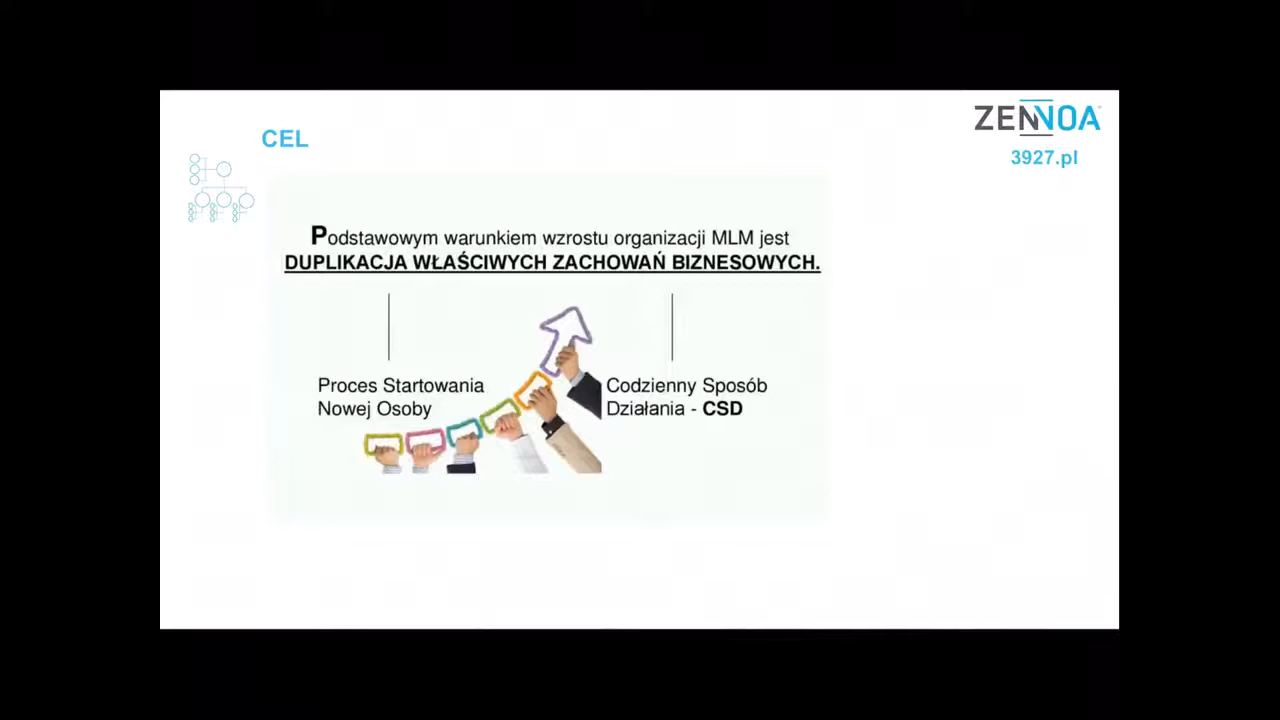 ZENNOA
CEL
3927.pl
Podstawowym warunkiem wzrostu organizacji MLM jest
DUPLIKACJA WŁAŚCIWYCH ZACHOWAŃ BIZNESOWYCH.
Proces Startowania
Nowej Osoby
Codzienny Sposób
Działania - CSD